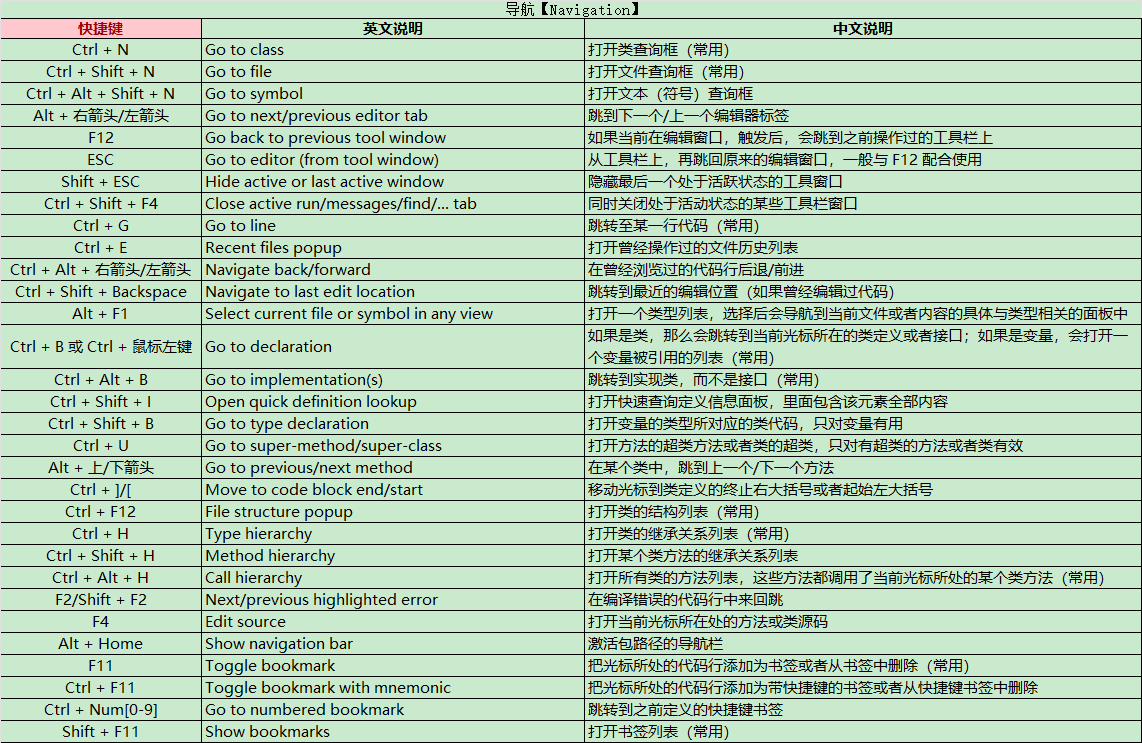 导航【Navigation】
快捷键 英文说明 中文说明
Ctrl + N Go to class 打开类查询框（常用）
Ctrl + Shift + N Go to file 打开文件查询框（常用）
Ctrl + Alt + Shift + N Go to symbol 打开文本（符号）查询框
Alt + 右箭头/左箭头 Go to next/previous editor tab 跳到下一个/上一个编辑器标签
F12 Go back to previous tool window 如果当前在编辑窗口，触发后，会跳到之前操作过的工具栏上
ESC Go to editor (from tool window) 从工具栏上，再跳回原来的编辑窗口，一般与 F12 配合使用
Shift + ESC Hide active or last active window 隐藏最后一个处于活跃状态的工具窗口
Ctrl + Shift + F4 Close active run/messages/find/... tab 同时关闭处于活动状态的某些工具栏窗口
Ctrl + G Go to line 跳转至某一行代码（常用）
Ctrl + E Recent files popup 打开曾经操作过的文件历史列表
Ctrl + Alt + 右箭头/左箭头 Navigate back/forward 在曾经浏览过的代码行后退/前进
Ctrl + Shift + Backspace Navigate to last edit location 跳转到最近的编辑位置（如果曾经编辑过代码）
Alt + F1 Select current file or symbol in any view 打开一个类型列表，选择后会导航到当前文件或者内容的具体与类型相关的面板中
Ctrl + B 或 Ctrl + 鼠标左键 Go to declaration 如果是类，那么会跳转到当前光标所在的类定义或者接口；如果是变量，会打开一
个变量被引用的列表（常用）
Ctrl + Alt + B Go to implementation(s) 跳转到实现类，而不是接口（常用）
Ctrl + Shift + I Open quick definition lookup 打开快速查询定义信息面板，里面包含该元素全部内容
Ctrl + Shift + B Go to type declaration 打开变量的类型所对应的类代码，只对变量有用
Ctrl + U Go to super-method/super-class 打开方法的超类方法或者类的超类，只对有超类的方法或者类有效
Alt + 上/下箭头 Go to previous/next method 在某个类中，跳到上一个/下一个方法
Ctrl + ]/[ Move to code block end/start 移动光标到类定义的终止右大括号或者起始左大括号
Ctrl + F12 File structure popup 打开类的结构列表（常用）
Ctrl + H Type hierarchy 打开类的继承关系列表（常用）
Ctrl + Shift + H Method hierarchy 打开某个类方法的继承关系列表
Ctrl + Alt + H Call hierarchy 打开所有类的方法列表，这些方法都调用了当前光标所处的某个类方法（常用）
F2/Shift + F2 Next/previous highlighted error 在编译错误的代码行中来回跳
F4 Edit source 打开当前光标所在处的方法或类源码
Alt + Home Show navigation bar 激活包路径的导航栏
F11 Toggle bookmark 把光标所处的代码行添加为书签或者从书签中删除（常用）
Ctrl + F11 Toggle bookmark with mnemonic 把光标所处的代码行添加为带快捷键的书签或者从快捷键书签中删除
Ctrl + Num[0-9] Go to numbered bookmark 跳转到之前定义的快捷键书签
Shift + F11 Show bookmarks 打开书签列表（常用）